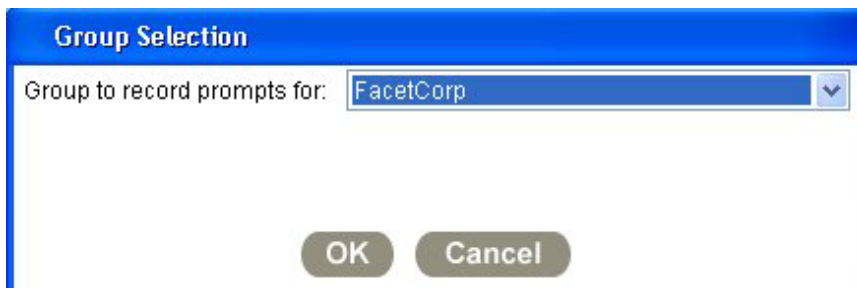 Group Selection
Group to record prompts for: FacetCorp
OK Cancel